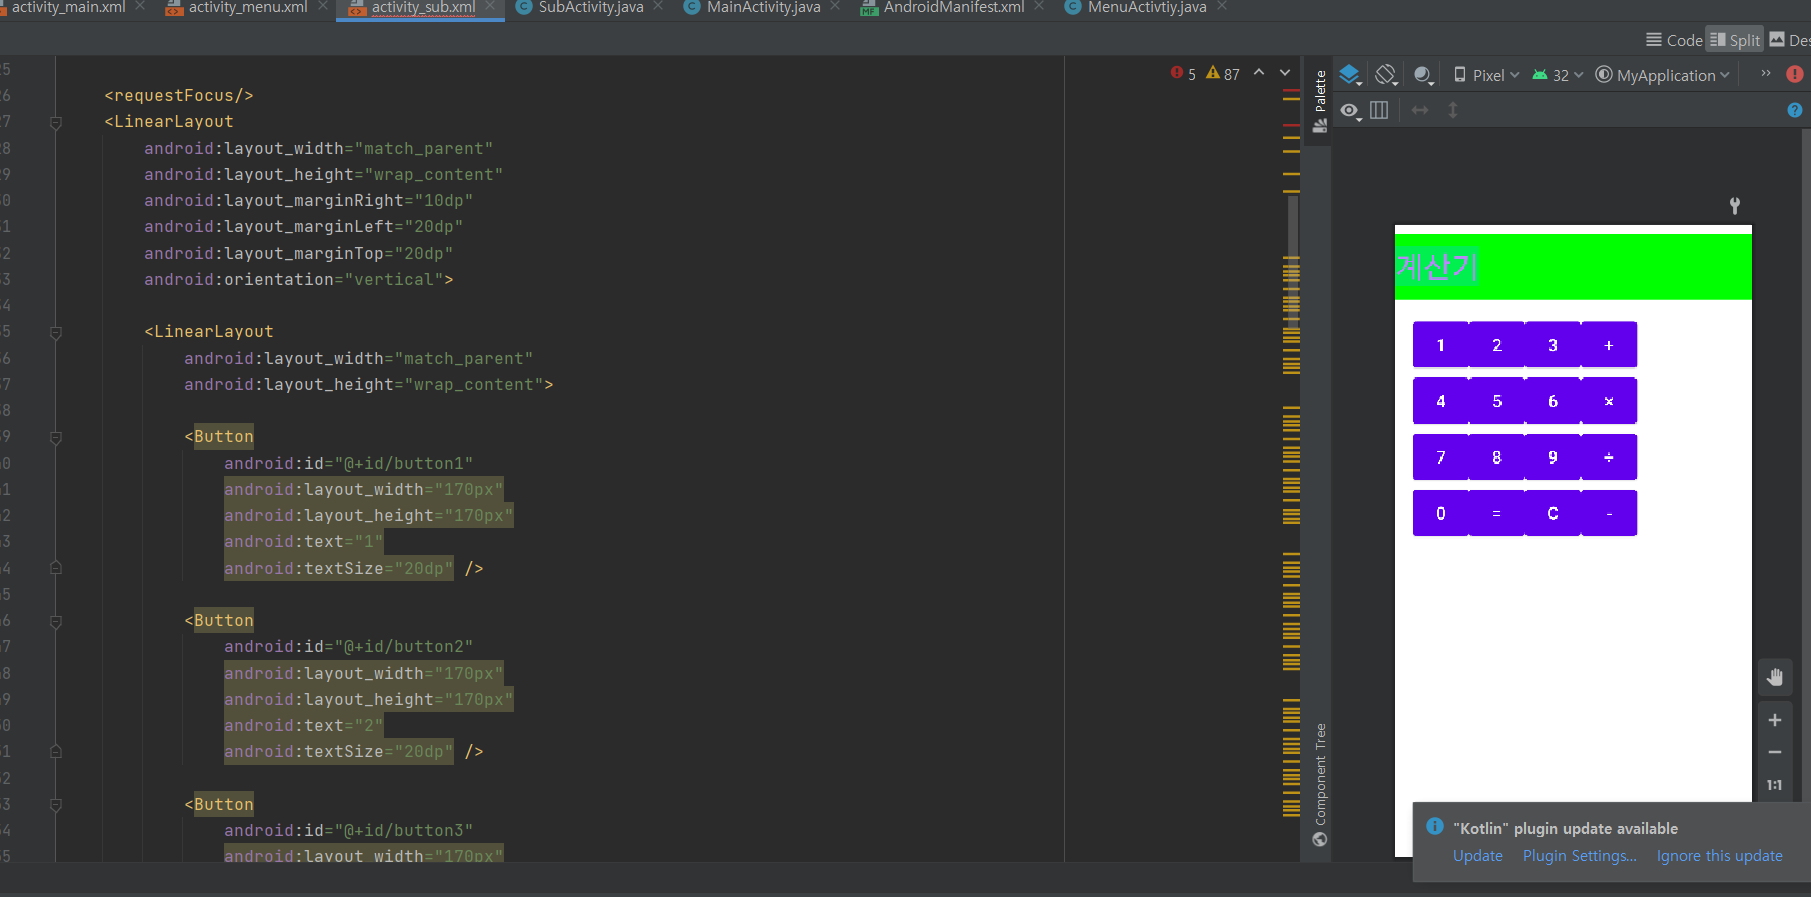 activity_main.xml
activity_menu.xml
activity_sub.xml
SubActivity.java
MainActivity.java
AndroidManifest.xml
MenuActivtiy.java
Code
Split
5 87
Palette
Pixel
32
MyApplication
<requestFocus/>
<LinearLayout
android:layout_width="match_parent"
android:layout_height="wrap_content"
android:layout_marginRight="10dp"
android:layout_marginLeft="20dp"
android:layout_marginTop="20dp"
android:orientation="vertical">
<LinearLayout
android:layout_width="match_parent"
android:layout_height="wrap_content">
<Button
android:id="@+id/button1"
android:layout_width="170px"
android:layout_height="170px"
android:text="1"
android:textSize="20dp" />
<Button
android:id="@+id/button2"
android:layout_width="170px"
android:layout_height="170px"
android:text="2"
android:textSize="20dp" />
<Button
android:id="@+id/button3"
android:layout_width="170px"
계산기
1 2 3 +
4 5 6 ×
7 8 9 ÷
0 = C -
Component Tree
1:1
"Kotlin" plugin update available
Update Plugin Settings... Ignore this update